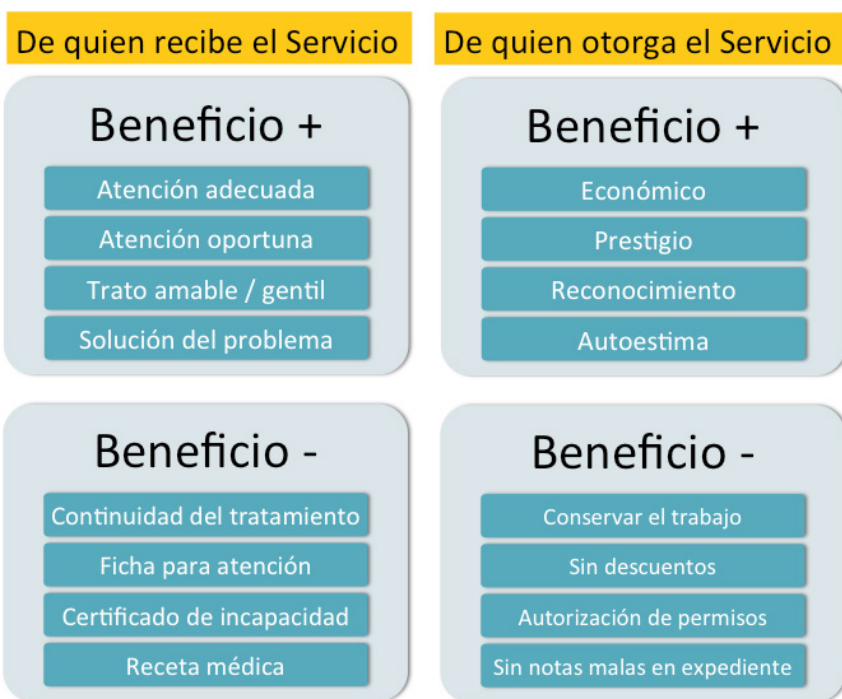 De quien recibe el Servicio
Beneficio +
Atención adecuada
Atención oportuna
Trato amable / gentil
Solución del problema
Beneficio -
Continuidad del tratamiento
Ficha para atención
Certificado de incapacidad
Receta médica
De quien otorga el Servicio
Beneficio +
Económico
Prestigio
Reconocimiento
Autoestima
Beneficio -
Conservar el trabajo
Sin descuentos
Autorización de permisos
Sin notas malas en expediente